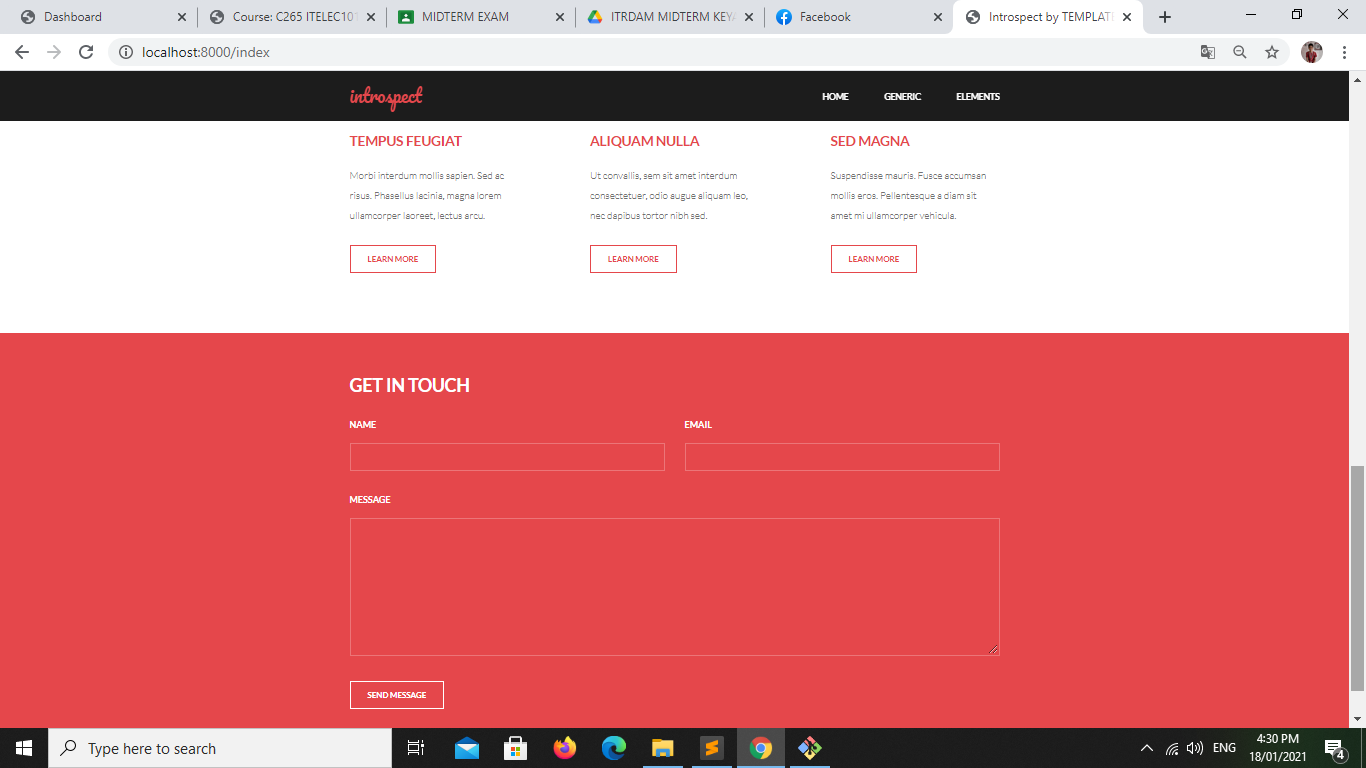 Dashboard
Course: C265 ITELEC101
MIDTERM EXAM
ITRDAM MIDTERM KEY
Facebook
Introspect by TEMPLAT
localhost:8000/index
introspect
HOME
GENERIC
ELEMENTS
TEMPUS FEUGIAT
Morbi interdum mollis sapien. Sed ac
risus. Phasellus lacinia, magna lorem
ullamcorper laoreet, lectus arcu.
LEARN MORE
ALIQUAM NULLA
Ut convallis, sem sit amet interdum
consectetuer, odio augue aliquam leo,
nec dapibus tortor nibh sed.
LEARN MORE
SED MAGNA
Suspendisse mauris. Fusce accumsan
mollis eros. Pellentesque a diam sit
amet mi ullamcorper vehicula.
LEARN MORE
GET IN TOUCH
NAME
EMAIL
MESSAGE
SEND MESSAGE
Type here to search
ENG
4:30 PM
18/01/2021
4